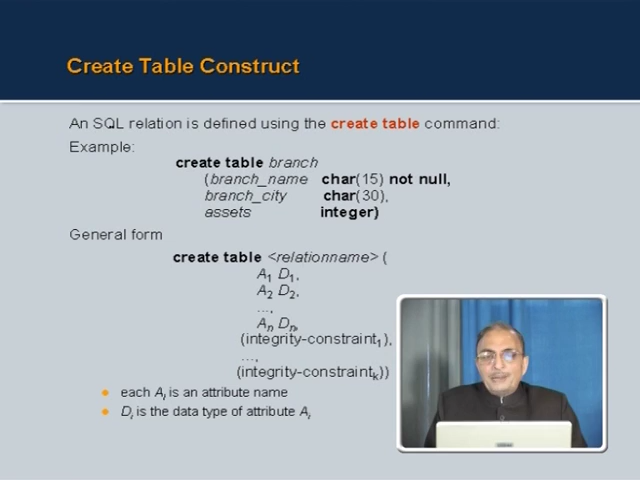 Create Table Construct
An SQL relation is defined using the create table command:
Example:
create table branch
(branch_name char(15) not null,
branch_city char(30),
assets integer)
General form
create table <relationname> (
A1 D1,
A2 D2,
...,
An Dn,
(integrity-constraint1),
...,
(integrity-constraintk))
each Ai is an attribute name
Di is the data type of attribute Ai